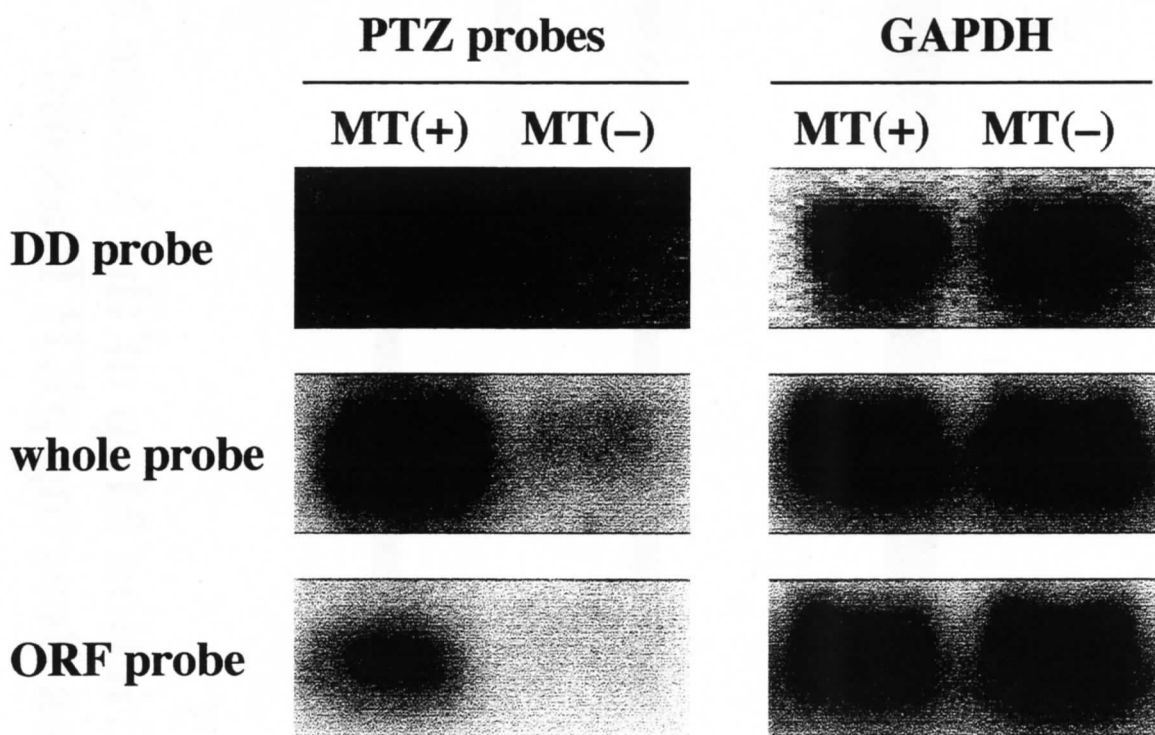 PTZ probes GAPDH
MT(+) MT(–) MT(+) MT(–)
DD probe
whole probe
ORF probe